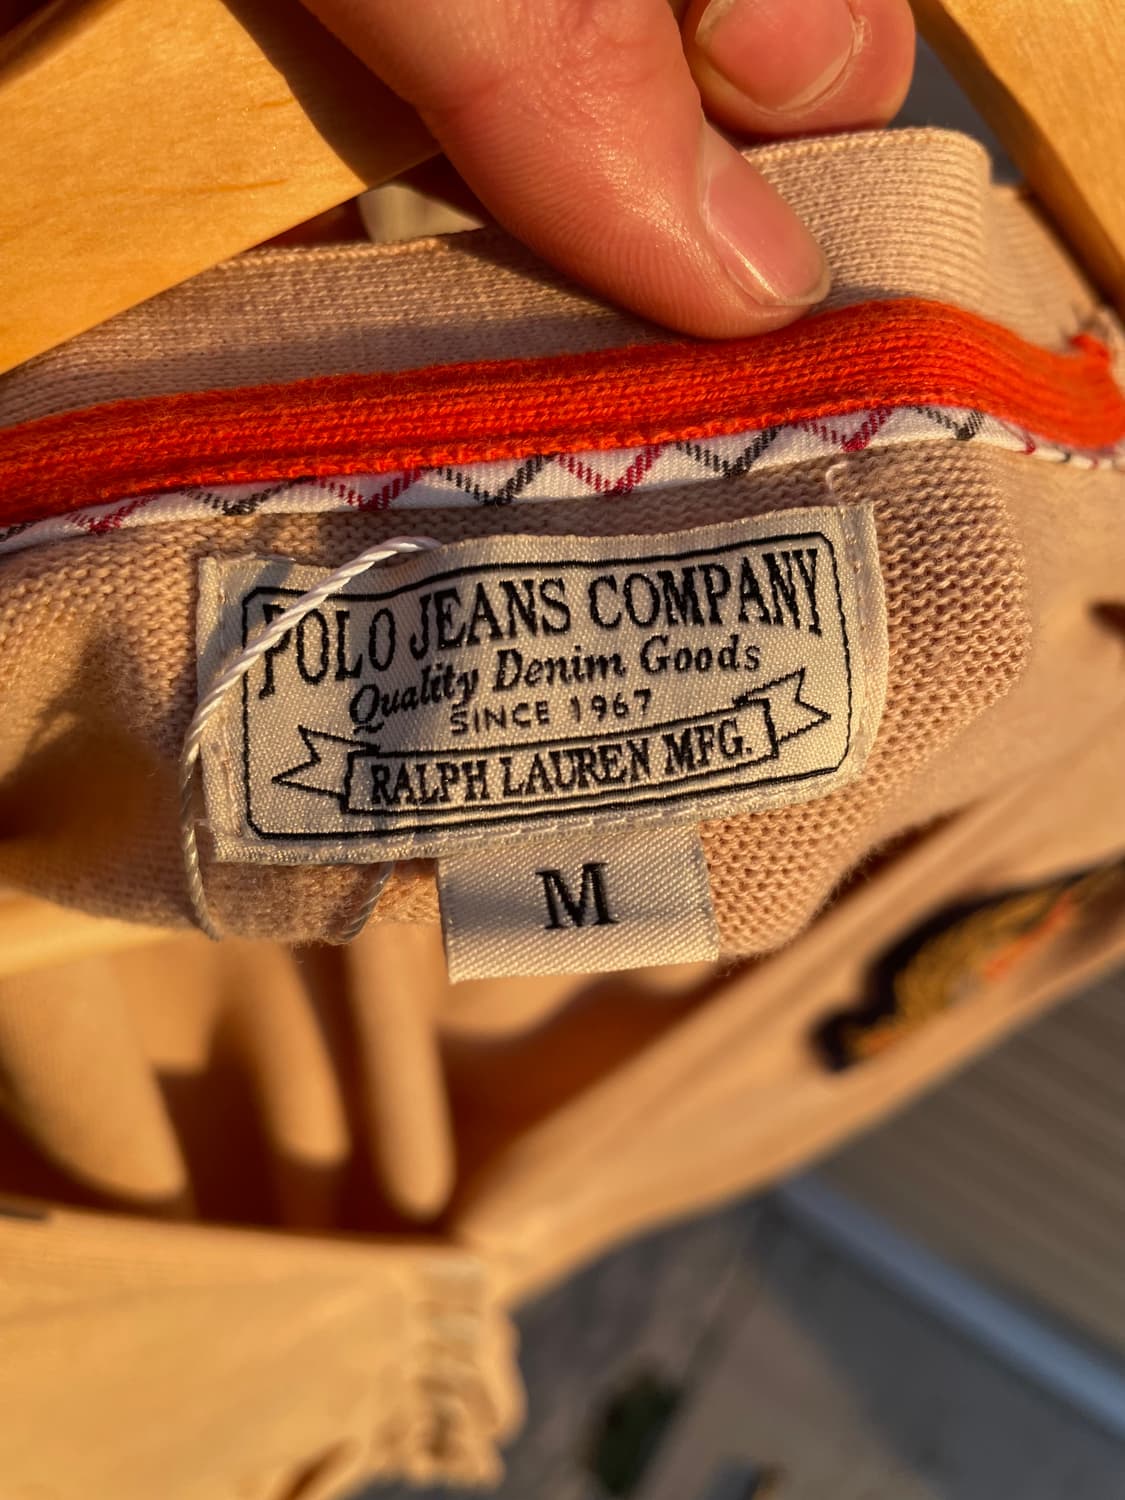 POLO JEANS COMPANY
Quality Denim Goods
SINCE 1967
RALPH LAUREN MFG.
M